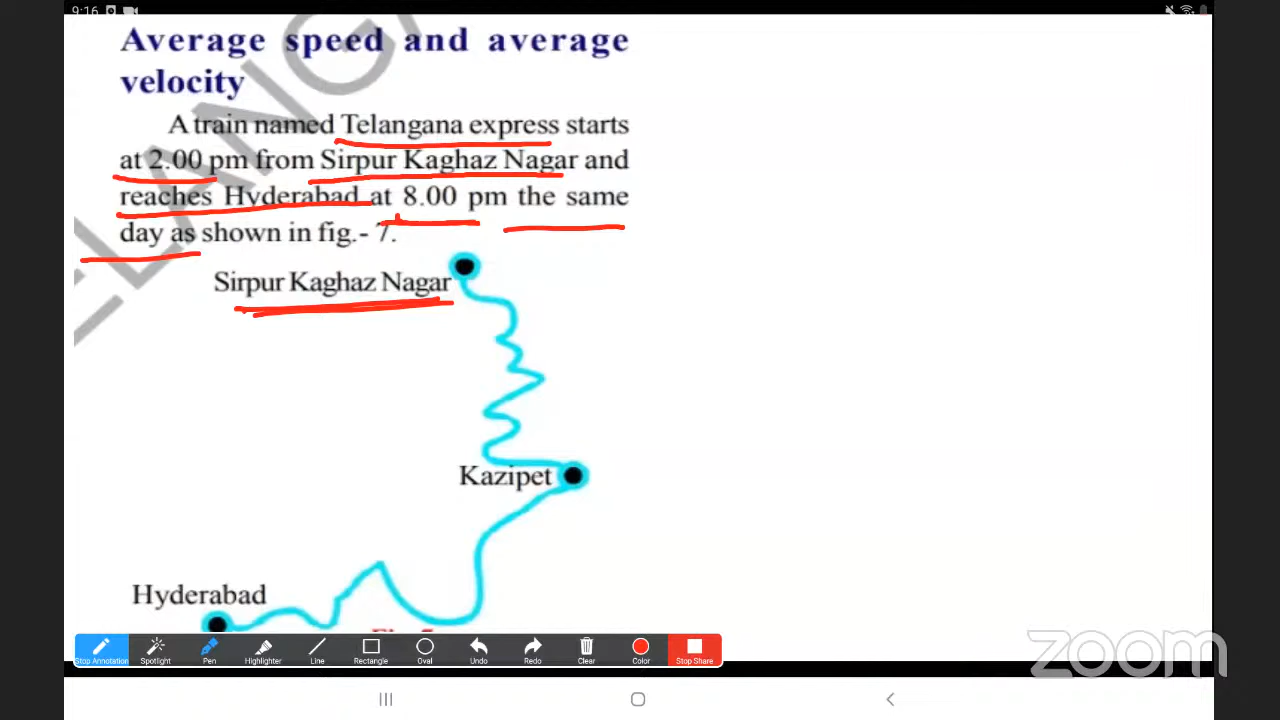 9:16
Average speed and average
velocity
A train named Telangana express starts
at 2.00 pm from Sirpur Kaghaz Nagar and
reaches Hyderabad at 8.00 pm the same
day as shown in fig.- 7.
Sirpur Kaghaz Nagar
Kazipet
Hyderabad
Stop Annotation Spotlight Pen Highlighter Line Rectangle Oval Undo Redo Clear Color Stop Share
zoom